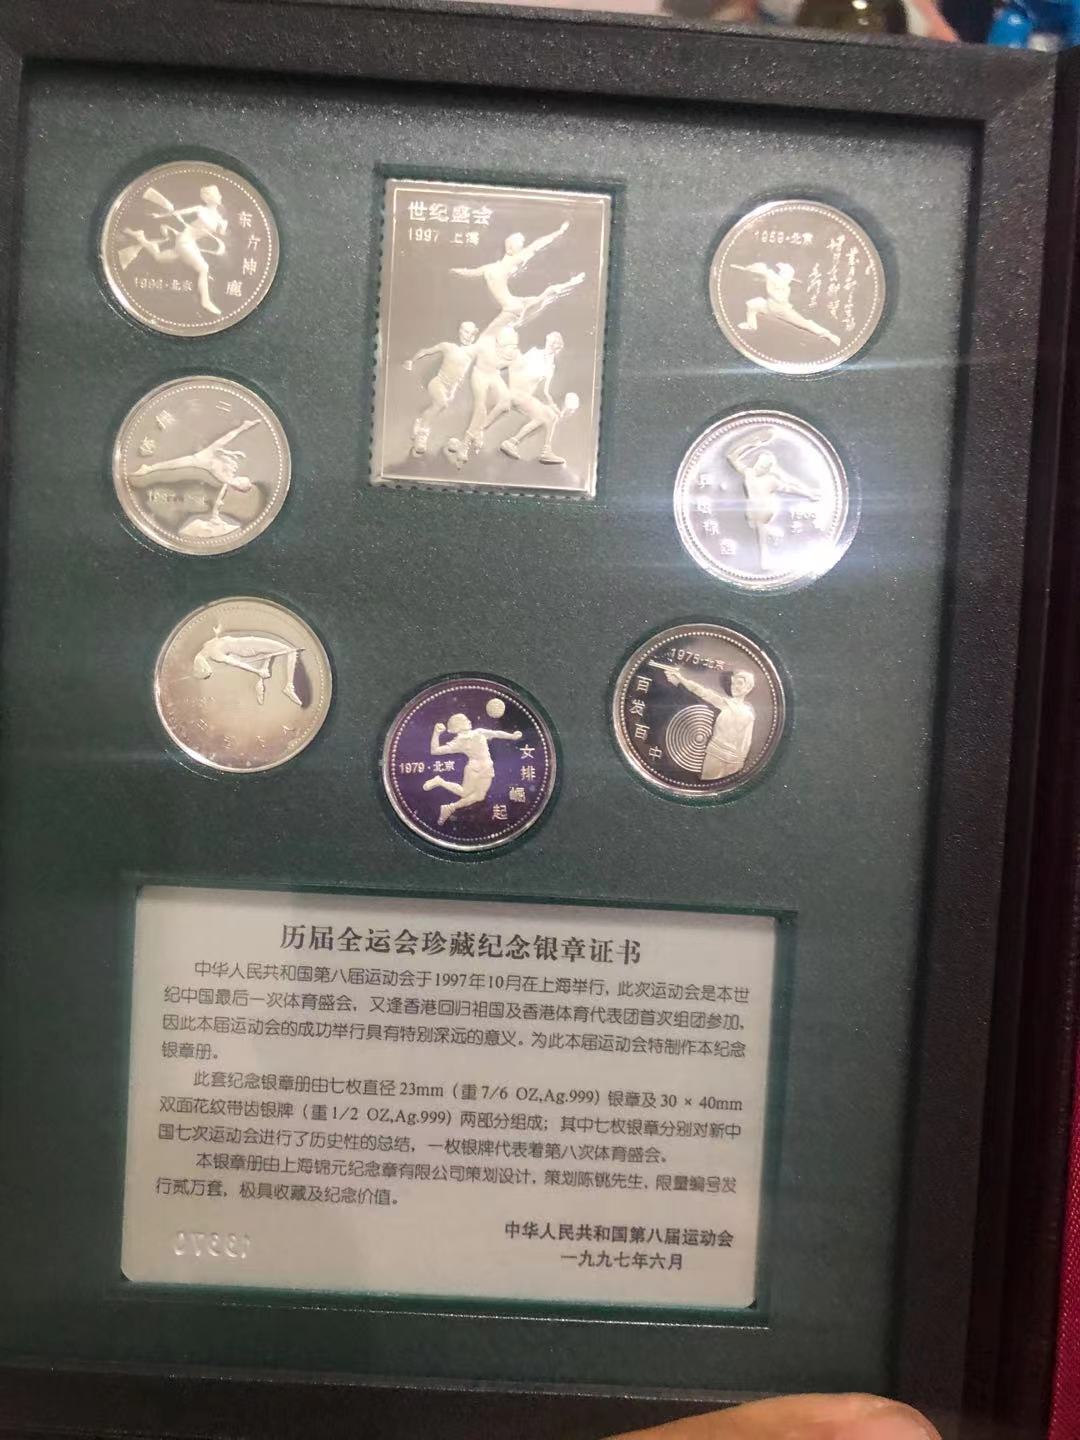 东方神鹿
世纪盛会
1997 上海
1959·北京
1975·北京
百发百中
1979·北京
女排崛起
历届全运会珍藏纪念银章证书
中华人民共和国第八届运动会于1997年10月在上海举行，此次运动会是本世
纪中国最后一次体育盛会，又逢香港回归祖国及香港体育代表团首次组团参加，
因此本届运动会的成功举行具有特别深远的意义。为此本届运动会特制作本纪念
银章册。
此套纪念银章册由七枚直径23mm（重7/6 OZ,Ag.999）银章及30 × 40mm
双面花纹带齿银牌（重1/2 OZ,Ag.999）两部分组成；其中七枚银章分别对新中
国七次运动会进行了历史性的总结，一枚银牌代表着第八次体育盛会。
本银章册由上海锦元纪念章有限公司策划设计，策划陈铫先生，限量编号发
行贰万套，极具收藏及纪念价值。
中华人民共和国第八届运动会
一九九七年六月